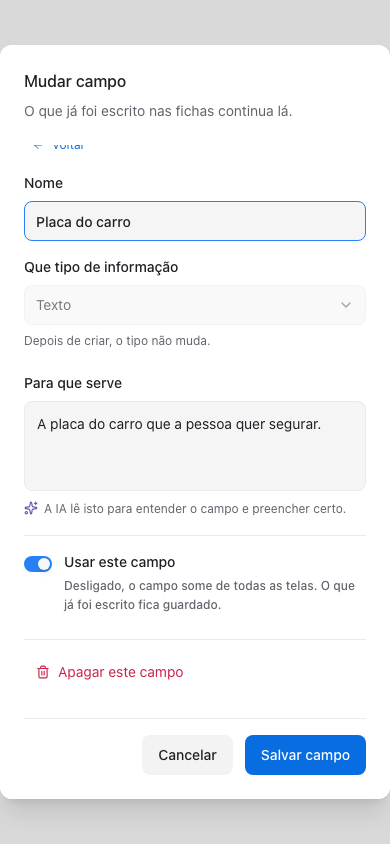 Mudar campo
O que já foi escrito nas fichas continua lá.
Voltar
Nome
Placa do carro
Que tipo de informação
Texto
Depois de criar, o tipo não muda.
Para que serve
A placa do carro que a pessoa quer segurar.
A IA lê isto para entender o campo e preencher certo.
Usar este campo
Desligado, o campo some de todas as telas. O que
já foi escrito fica guardado.
Apagar este campo
Cancelar
Salvar campo